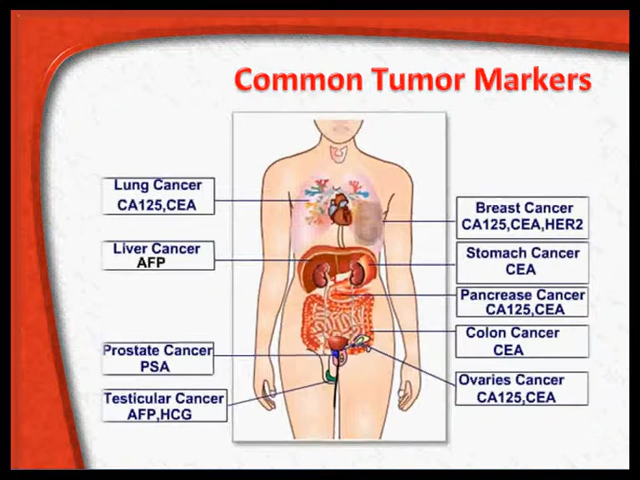 Common Tumor Markers
Lung Cancer
CA125,CEA
Liver Cancer
AFP
Prostate Cancer
PSA
Testicular Cancer
AFP,HCG
Breast Cancer
CA125,CEA,HER2
Stomach Cancer
CEA
Pancrease Cancer
CA125,CEA
Colon Cancer
CEA
Ovaries Cancer
CA125,CEA